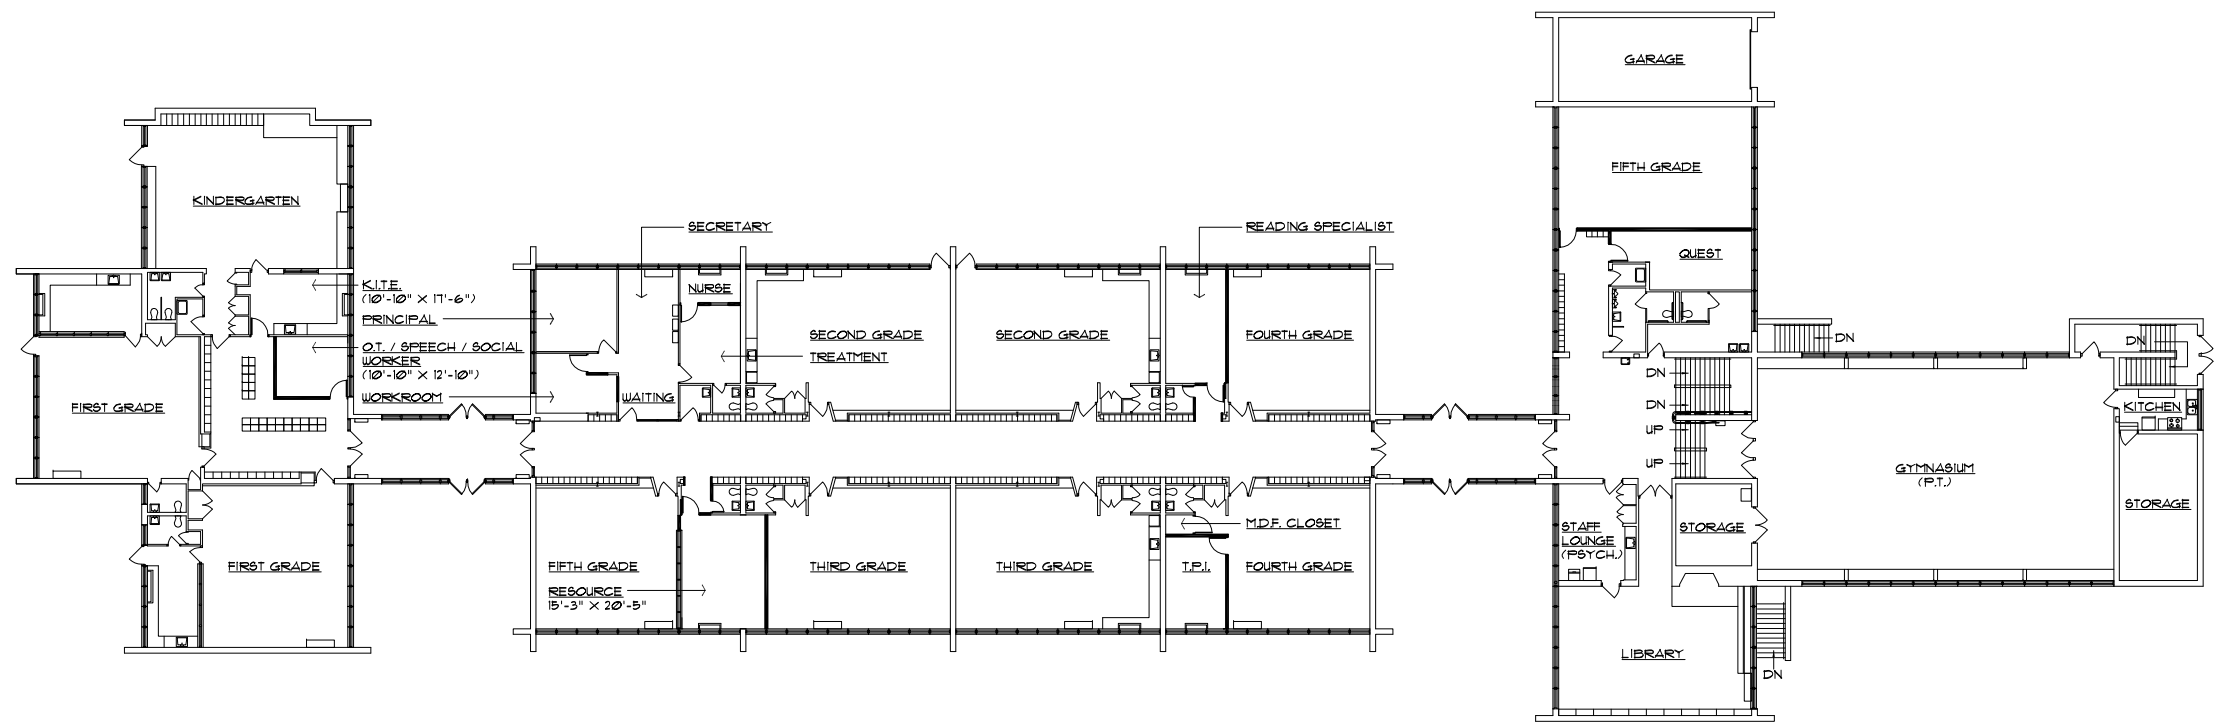 GARAGE
FIFTH GRADE
KINDERGARTEN
SECRETARY
READING SPECIALIST
QUEST
K.I.T.E.
(10'-10" X 17'-6")
NURSE
PRINCIPAL
SECOND GRADE
SECOND GRADE
FOURTH GRADE
DN
DN
O.T. / SPEECH / SOCIAL
WORKER
(10'-10" X 12'-10")
TREATMENT
DN
WORKROOM
WAITING
FIRST GRADE
DN
KITCHEN
UP
UP
GYMNASIUM
(P.T.)
STORAGE
M.D.F. CLOSET
STAFF
LOUNGE
(PSYCH.)
STORAGE
FIRST GRADE
FIFTH GRADE
THIRD GRADE
THIRD GRADE
T.P.I.
FOURTH GRADE
RESOURCE
15'-3" X 20'-5"
LIBRARY
DN